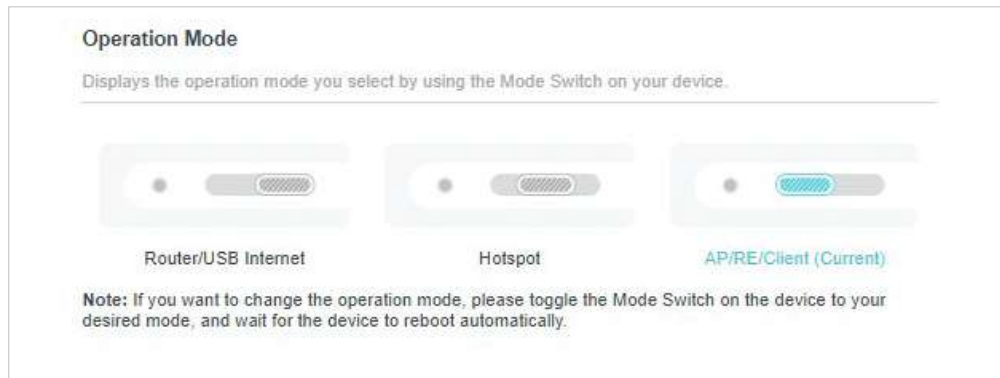 Operation Mode
Displays the operation mode you select by using the Mode Switch on your device.
Router/USB Internet
Hotspot
AP/RE/Client (Current)
Note: If you want to change the operation mode, please toggle the Mode Switch on the device to your
desired mode, and wait for the device to reboot automatically.